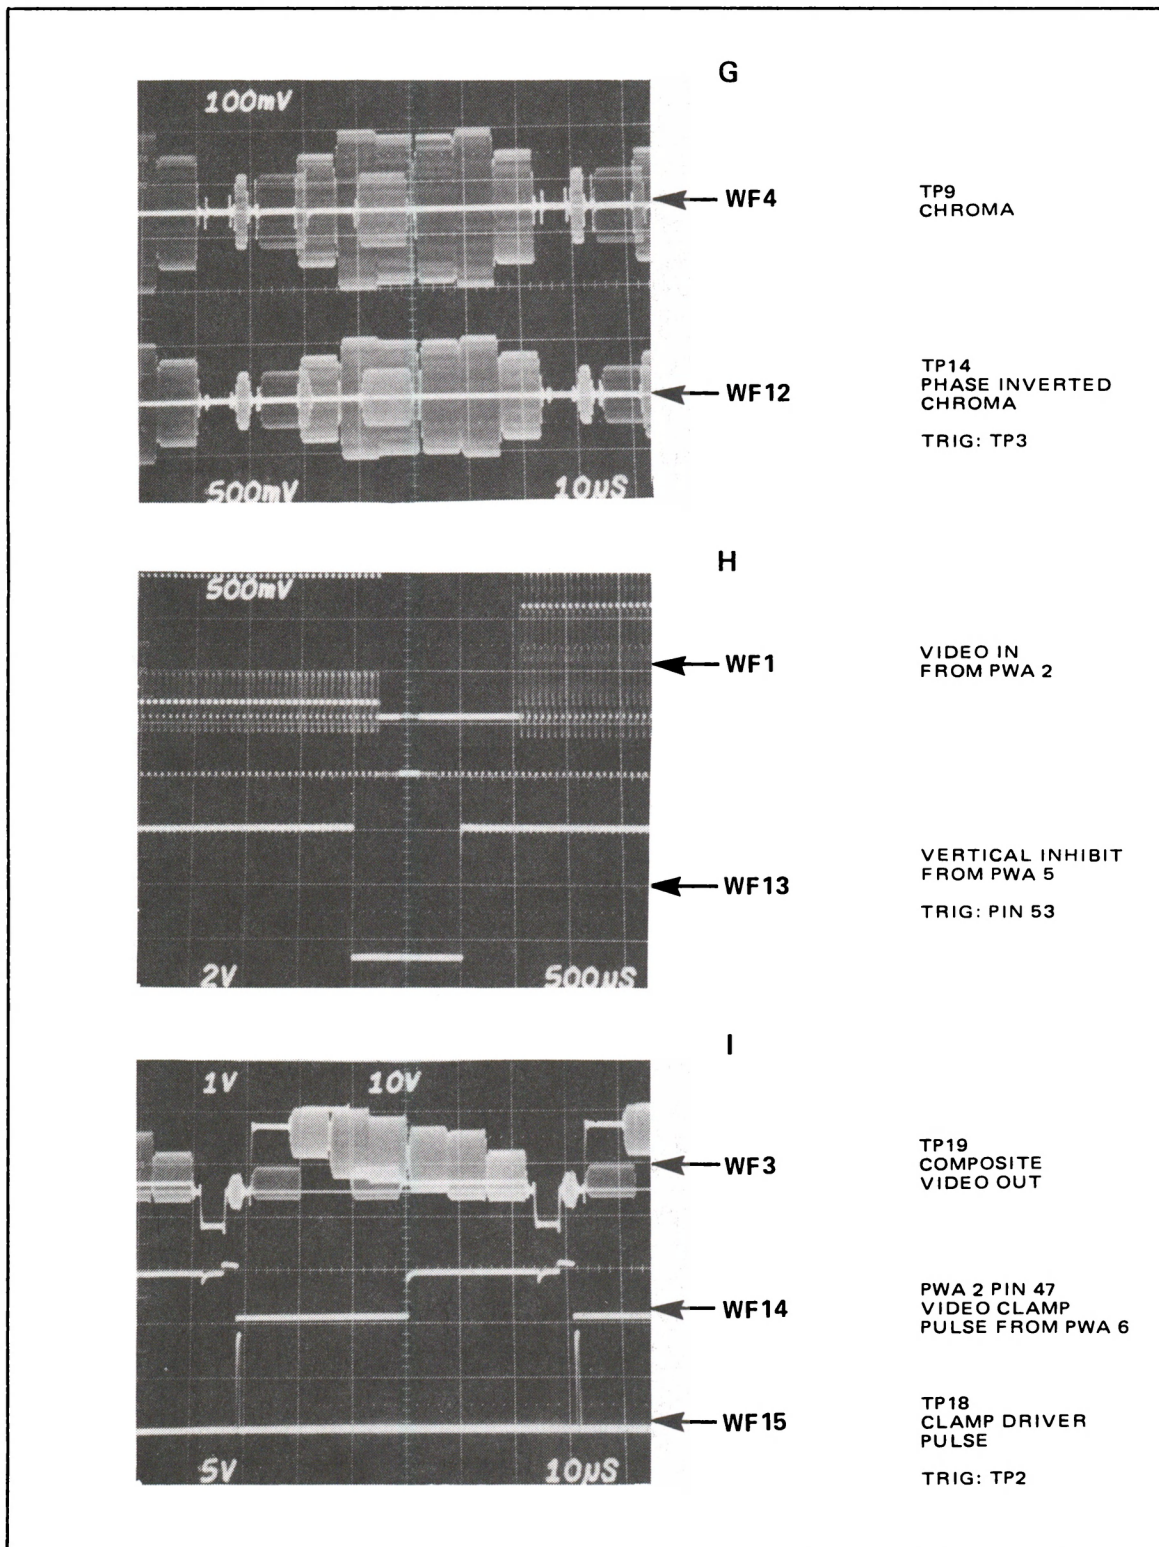 G
100mV
WF4
TP9
CHROMA
WF12
TP14
PHASE INVERTED
CHROMA
TRIG: TP3
500mV
10µS
H
500mV
WF1
VIDEO IN
FROM PWA 2
WF13
VERTICAL INHIBIT
FROM PWA 5
TRIG: PIN 53
2V
500µS
I
1V
10V
WF3
TP19
COMPOSITE
VIDEO OUT
WF14
PWA 2 PIN 47
VIDEO CLAMP
PULSE FROM PWA 6
WF15
TP18
CLAMP DRIVER
PULSE
TRIG: TP2
5V
10µS